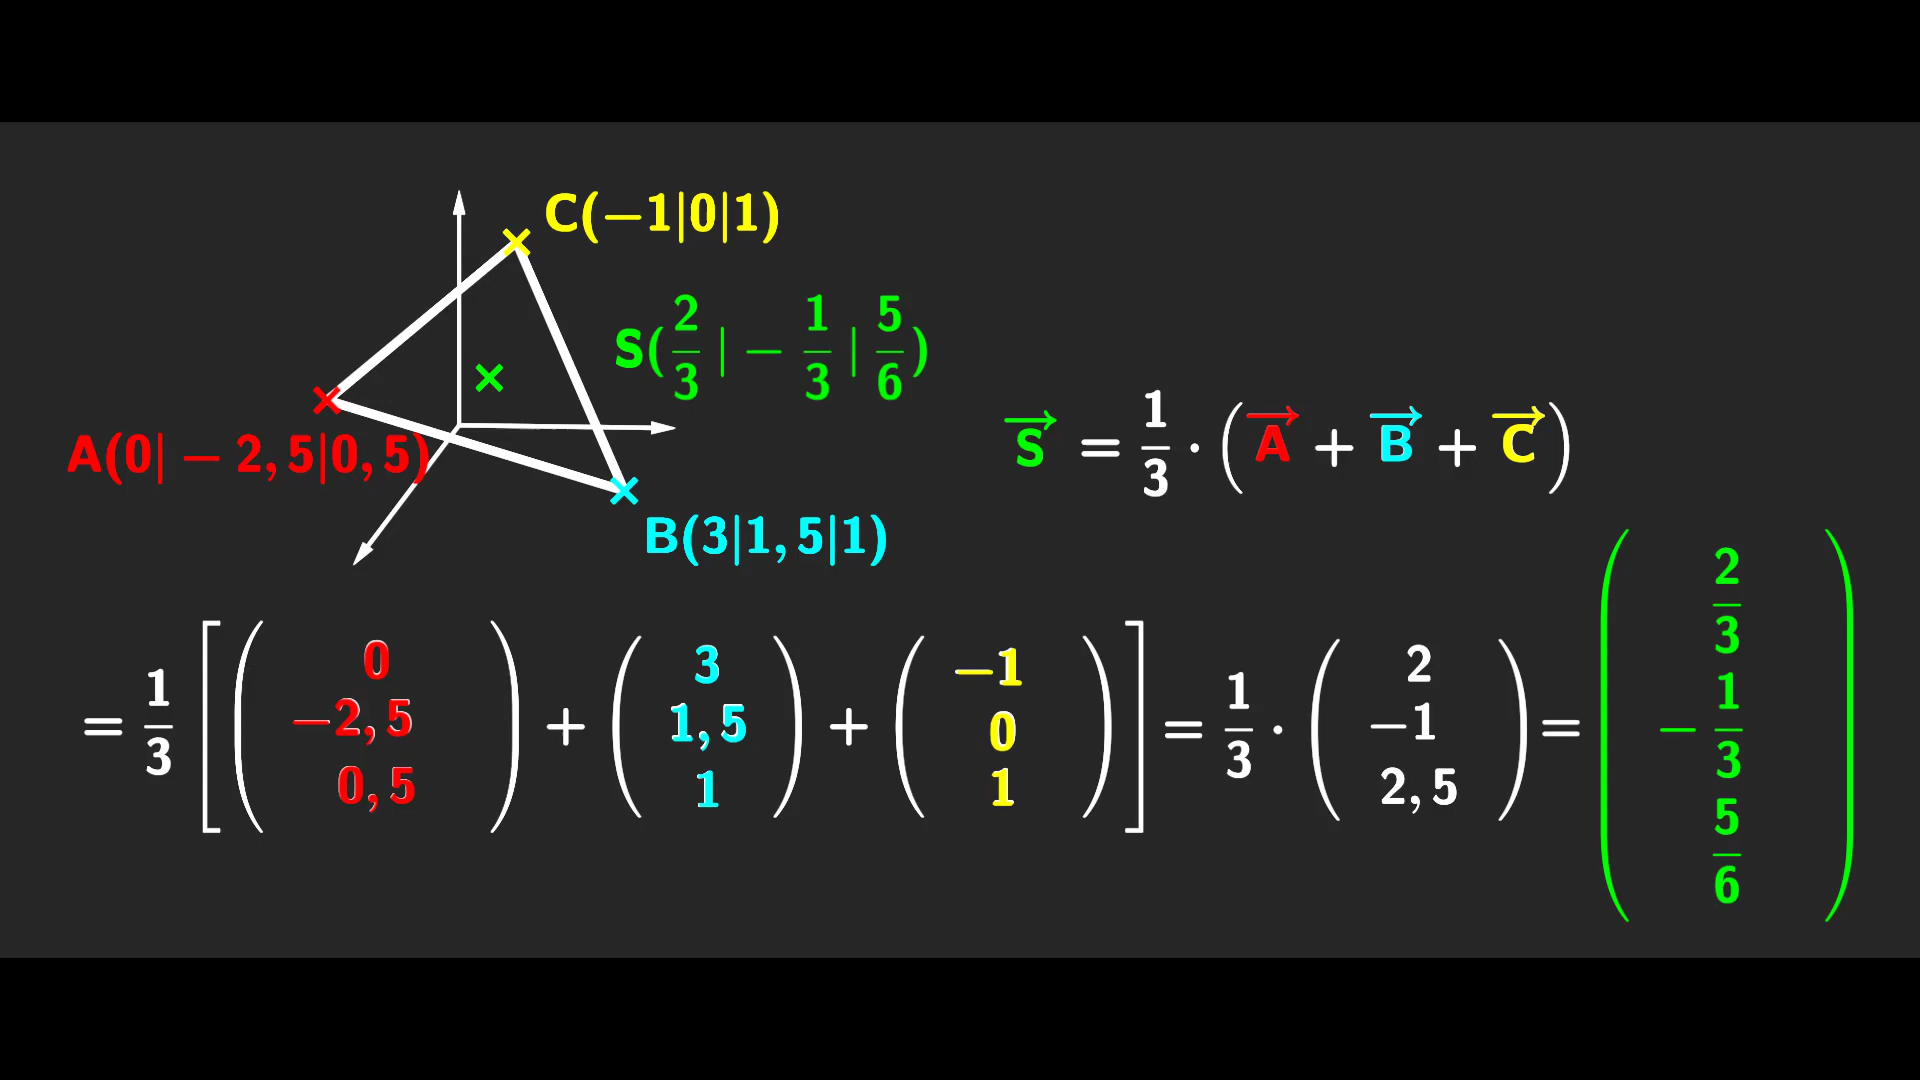 C(−1|0|1)
S(2/3|−1/3|5/6)
A(0|−2,5|0,5)
B(3|1,5|1)
S⃗ = 1/3 · (A⃗ + B⃗ + C⃗)
= 1/3 [(0 −2,5 0,5) + (3 1,5 1) + (−1 0 1)] = 1/3 · (2 −1 2,5) = (2/3 −1/3 5/6)